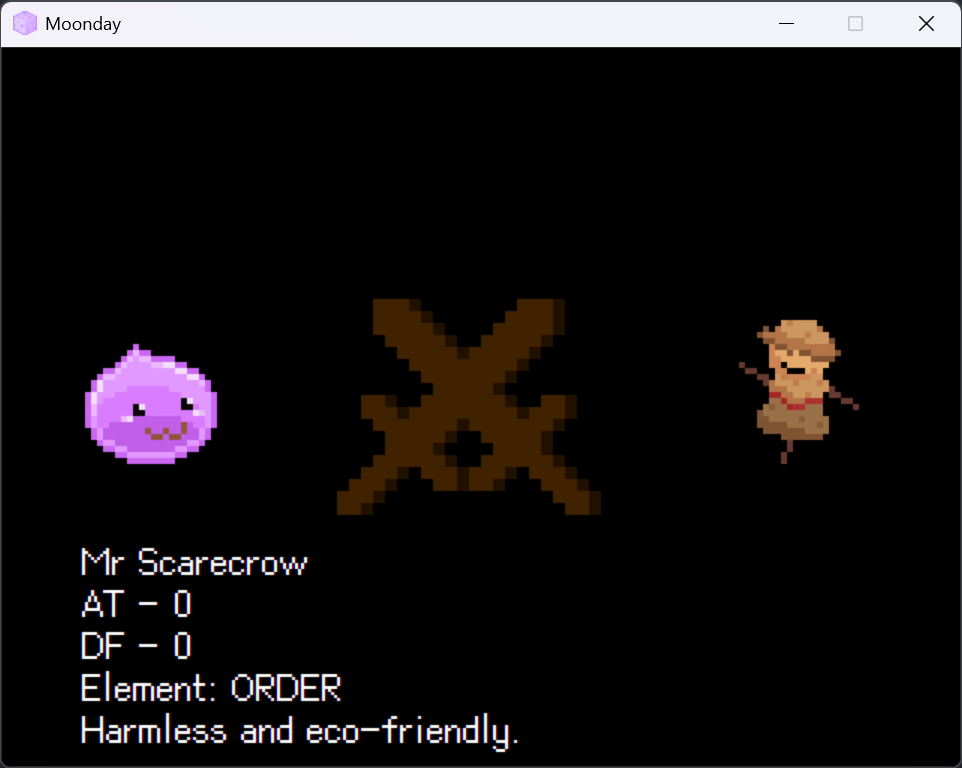 Moonday
Mr Scarecrow
AT - 0
DF - 0
Element: ORDER
Harmless and eco-friendly.